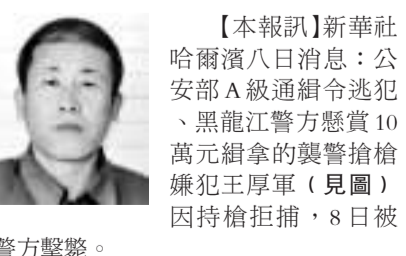 【本報訊】新華社
哈爾濱八日消息：公
安部A級通緝令逃犯
、黑龍江警方懸賞10
萬元緝拿的襲警搶槍
嫌犯王厚軍（見圖）
因持槍拒捕，8日被
警方擊斃。